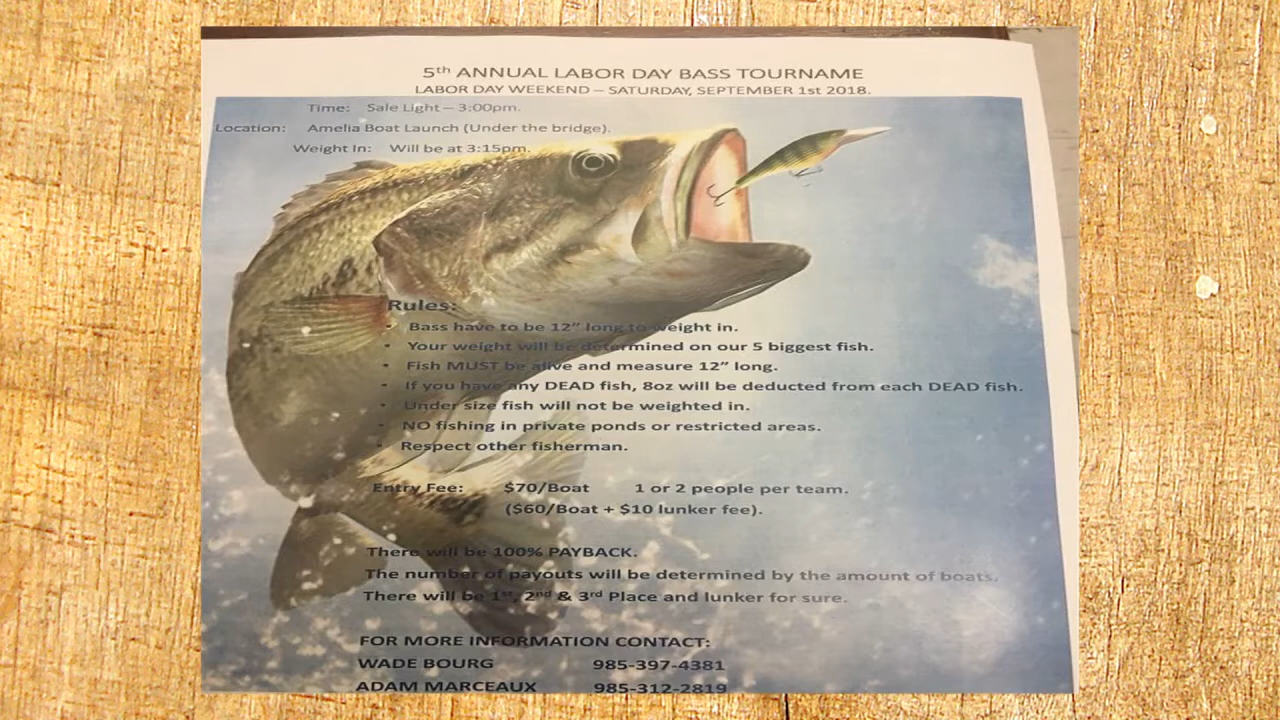 5th ANNUAL LABOR DAY BASS TOURNAME
LABOR DAY WEEKEND – SATURDAY, SEPTEMBER 1st 2018.
Time: Sale Light – 3:00pm.
Location: Amelia Boat Launch (Under the bridge).
Weight In: Will be at 3:15pm.
Rules:
• Bass have to be 12” long to weight in.
• Your weight will be determined on our 5 biggest fish.
• Fish MUST be alive and measure 12” long.
• If you have any DEAD fish, 8oz will be deducted from each DEAD fish.
• Under size fish will not be weighted in.
• NO fishing in private ponds or restricted areas.
• Respect other fisherman.
Entry Fee: $70/Boat 1 or 2 people per team.
($60/Boat + $10 lunker fee).
There will be 100% PAYBACK.
The number of payouts will be determined by the amount of boats.
There will be 1st, 2nd & 3rd Place and lunker for sure.
FOR MORE INFORMATION CONTACT:
WADE BOURG 985-397-4381
ADAM MARCEAUX 985-312-2819